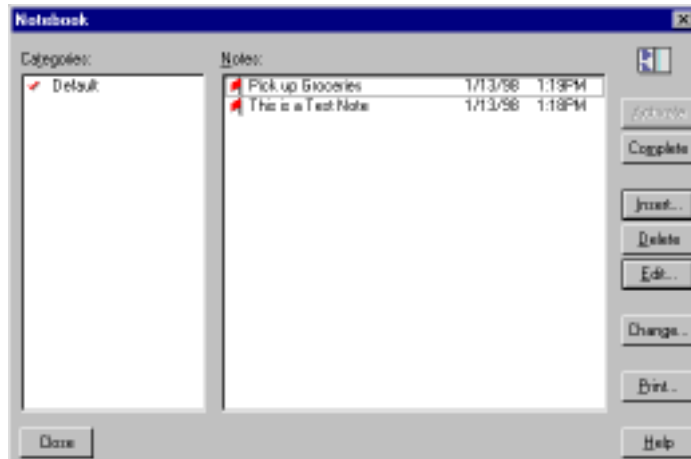 Notebook
Categories:
Default
Notes:
Pick up Groceries 1/13/98 1:19PM
This is a Test Note 1/13/98 1:18PM
Activate
Complete
Insert...
Delete
Edit...
Change...
Print...
Close
Help